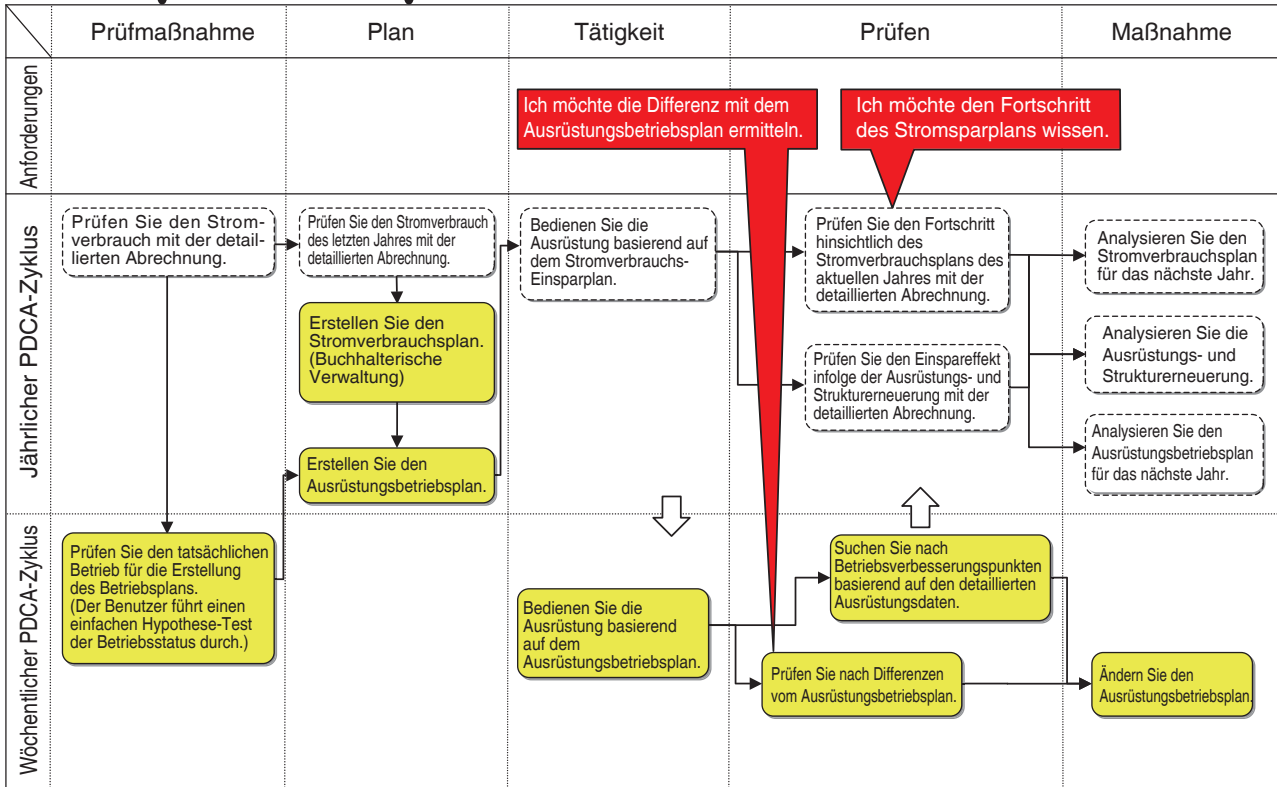 Prüfmaßnahme
Plan
Tätigkeit
Prüfen
Maßnahme
Anforderungen
Ich möchte die Differenz mit dem
Ausrüstungsbetriebsplan ermitteln.
Ich möchte den Fortschritt
des Stromsparplans wissen.
Jährlicher PDCA-Zyklus
Prüfen Sie den Strom-
verbrauch mit der detail-
lierten Abrechnung.
Prüfen Sie den Stromverbrauch
des letzten Jahres mit der
detaillierten Abrechnung.
Erstellen Sie den
Stromverbrauchsplan.
(Buchhalterische
Verwaltung)
Erstellen Sie den
Ausrüstungsbetriebsplan.
Bedienen Sie die
Ausrüstung basierend auf
dem Stromverbrauchs-
Einsparplan.
Prüfen Sie den Fortschritt
hinsichtlich des
Stromverbrauchsplans des
aktuellen Jahres mit der
detaillierten Abrechnung.
Prüfen Sie den Einspareffekt
infolge der Ausrüstungs- und
Strukturerneuerung mit der
detaillierten Abrechnung.
Analysieren Sie den
Stromverbrauchsplan
für das nächste Jahr.
Analysieren Sie die
Ausrüstungs- und
Strukturerneuerung.
Analysieren Sie den
Ausrüstungsbetriebsplan
für das nächste Jahr.
Wöchentlicher PDCA-Zyklus
Prüfen Sie den tatsächlichen
Betrieb für die Erstellung
des Betriebsplans.
(Der Benutzer führt einen
einfachen Hypothese-Test
der Betriebsstatus durch.)
Bedienen Sie die
Ausrüstung basierend
auf dem
Ausrüstungsbetriebsplan.
Suchen Sie nach
Betriebsverbesserungspunkten
basierend auf den detaillierten
Ausrüstungsdaten.
Prüfen Sie nach Differenzen
vom Ausrüstungsbetriebsplan.
Ändern Sie den
Ausrüstungsbetriebsplan.